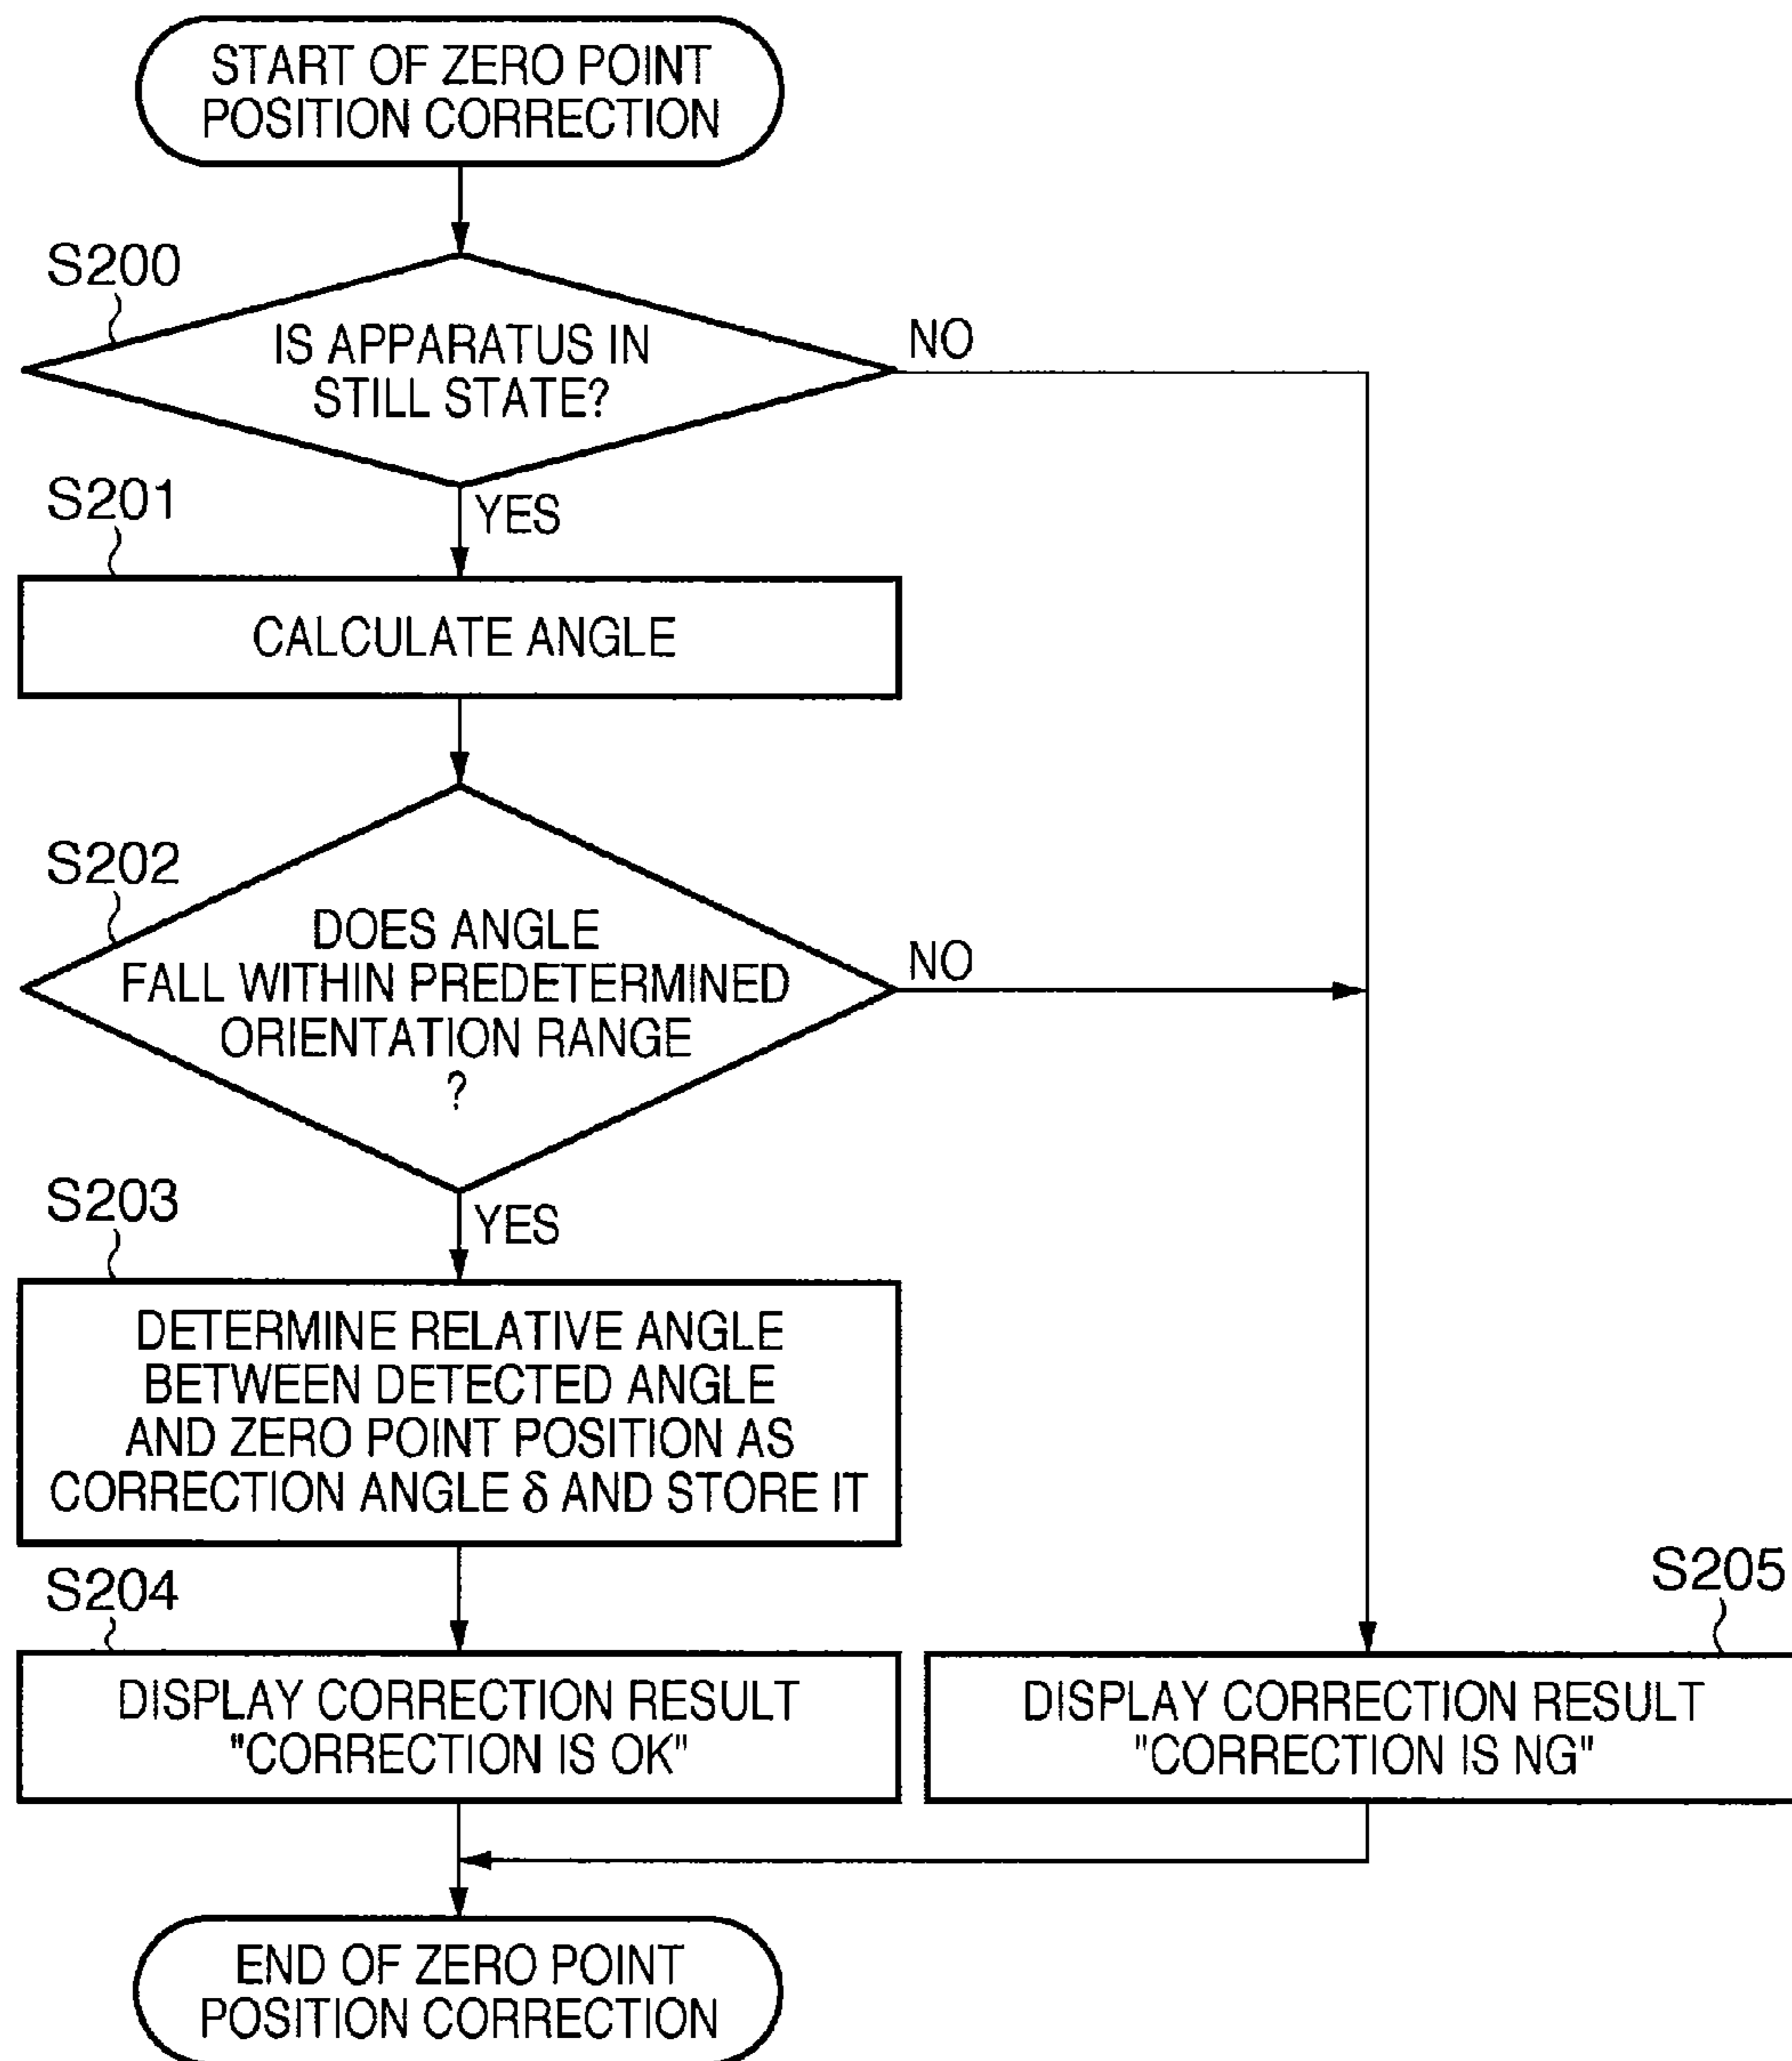 START OF ZERO POINT
POSITION CORRECTION
S200
IS APPARATUS IN
STILL STATE?
NO
S201
YES
CALCULATE ANGLE
S202
DOES ANGLE
FALL WITHIN PREDETERMINED
ORIENTATION RANGE
?
NO
S203
YES
DETERMINE RELATIVE ANGLE
BETWEEN DETECTED ANGLE
AND ZERO POINT POSITION AS
CORRECTION ANGLE δ AND STORE IT
S204
DISPLAY CORRECTION RESULT
"CORRECTION IS OK"
S205
DISPLAY CORRECTION RESULT
"CORRECTION IS NG"
END OF ZERO POINT
POSITION CORRECTION